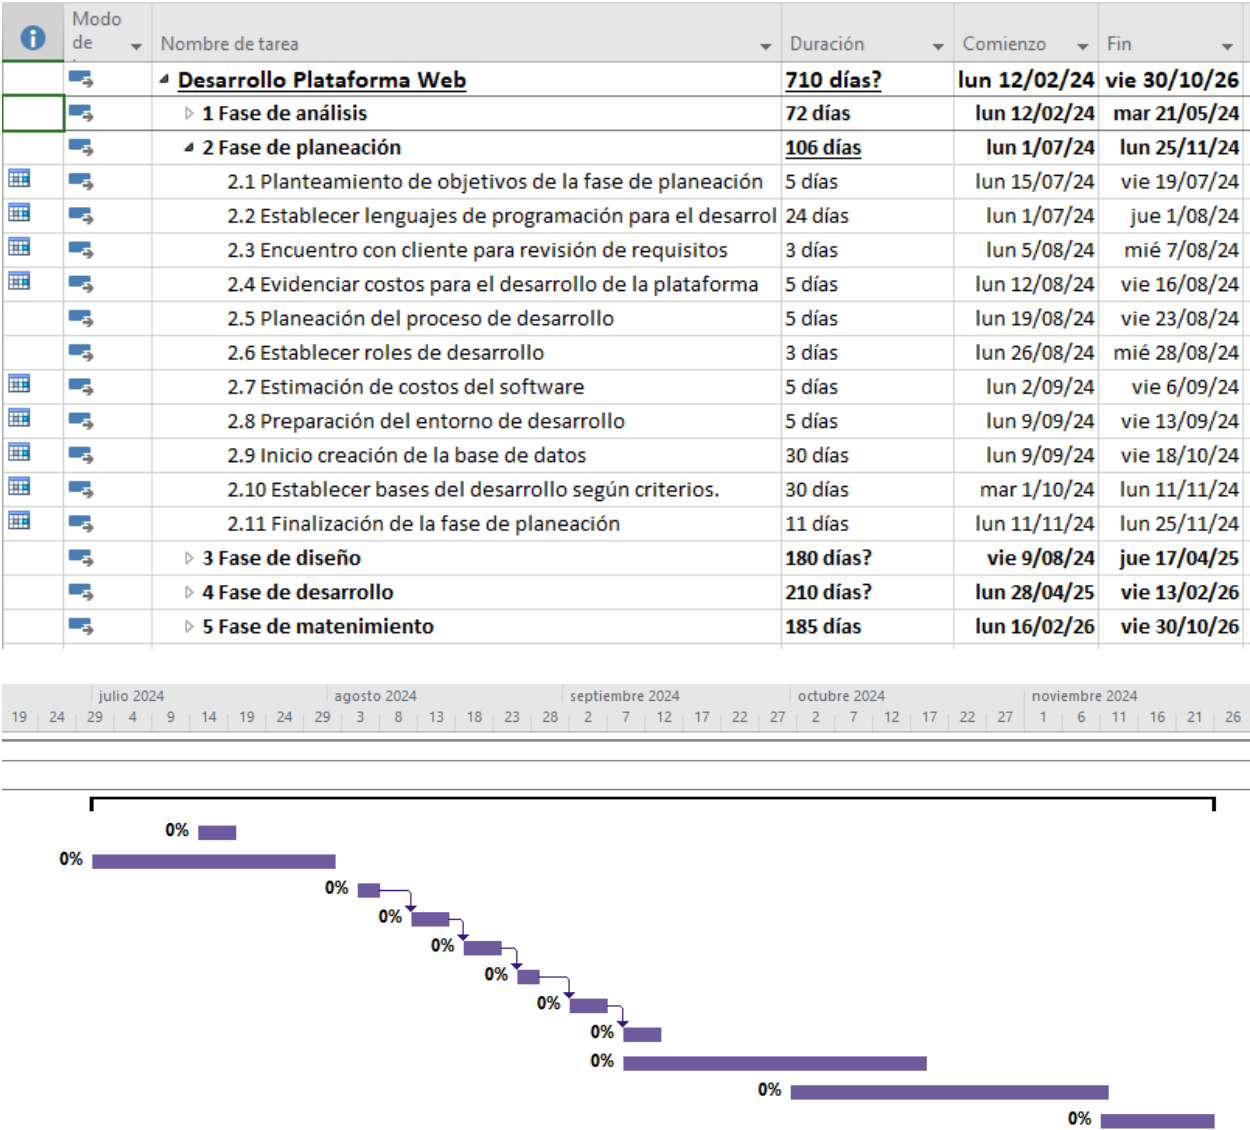 Modo
de Nombre de tarea Duración Comienzo Fin
Desarrollo Plataforma Web 710 días? lun 12/02/24 vie 30/10/26
1 Fase de análisis 72 días lun 12/02/24 mar 21/05/24
2 Fase de planeación 106 días lun 1/07/24 lun 25/11/24
2.1 Planteamiento de objetivos de la fase de planeación 5 días lun 15/07/24 vie 19/07/24
2.2 Establecer lenguajes de programación para el desarrol 24 días lun 1/07/24 jue 1/08/24
2.3 Encuentro con cliente para revisión de requisitos 3 días lun 5/08/24 mié 7/08/24
2.4 Evidenciar costos para el desarrollo de la plataforma 5 días lun 12/08/24 vie 16/08/24
2.5 Planeación del proceso de desarrollo 5 días lun 19/08/24 vie 23/08/24
2.6 Establecer roles de desarrollo 3 días lun 26/08/24 mié 28/08/24
2.7 Estimación de costos del software 5 días lun 2/09/24 vie 6/09/24
2.8 Preparación del entorno de desarrollo 5 días lun 9/09/24 vie 13/09/24
2.9 Inicio creación de la base de datos 30 días lun 9/09/24 vie 18/10/24
2.10 Establecer bases del desarrollo según criterios. 30 días mar 1/10/24 lun 11/11/24
2.11 Finalización de la fase de planeación 11 días lun 11/11/24 lun 25/11/24
3 Fase de diseño 180 días? vie 9/08/24 jue 17/04/25
4 Fase de desarrollo 210 días? lun 28/04/25 vie 13/02/26
5 Fase de matenimiento 185 días lun 16/02/26 vie 30/10/26
julio 2024 agosto 2024 septiembre 2024 octubre 2024 noviembre 2024
19 24 29 4 9 14 19 24 29 3 8 13 18 23 28 2 7 12 17 22 27 2 7 12 17 22 27 1 6 11 16 21 26
0%
0%
0%
0%
0%
0%
0%
0%
0%
0%
0%